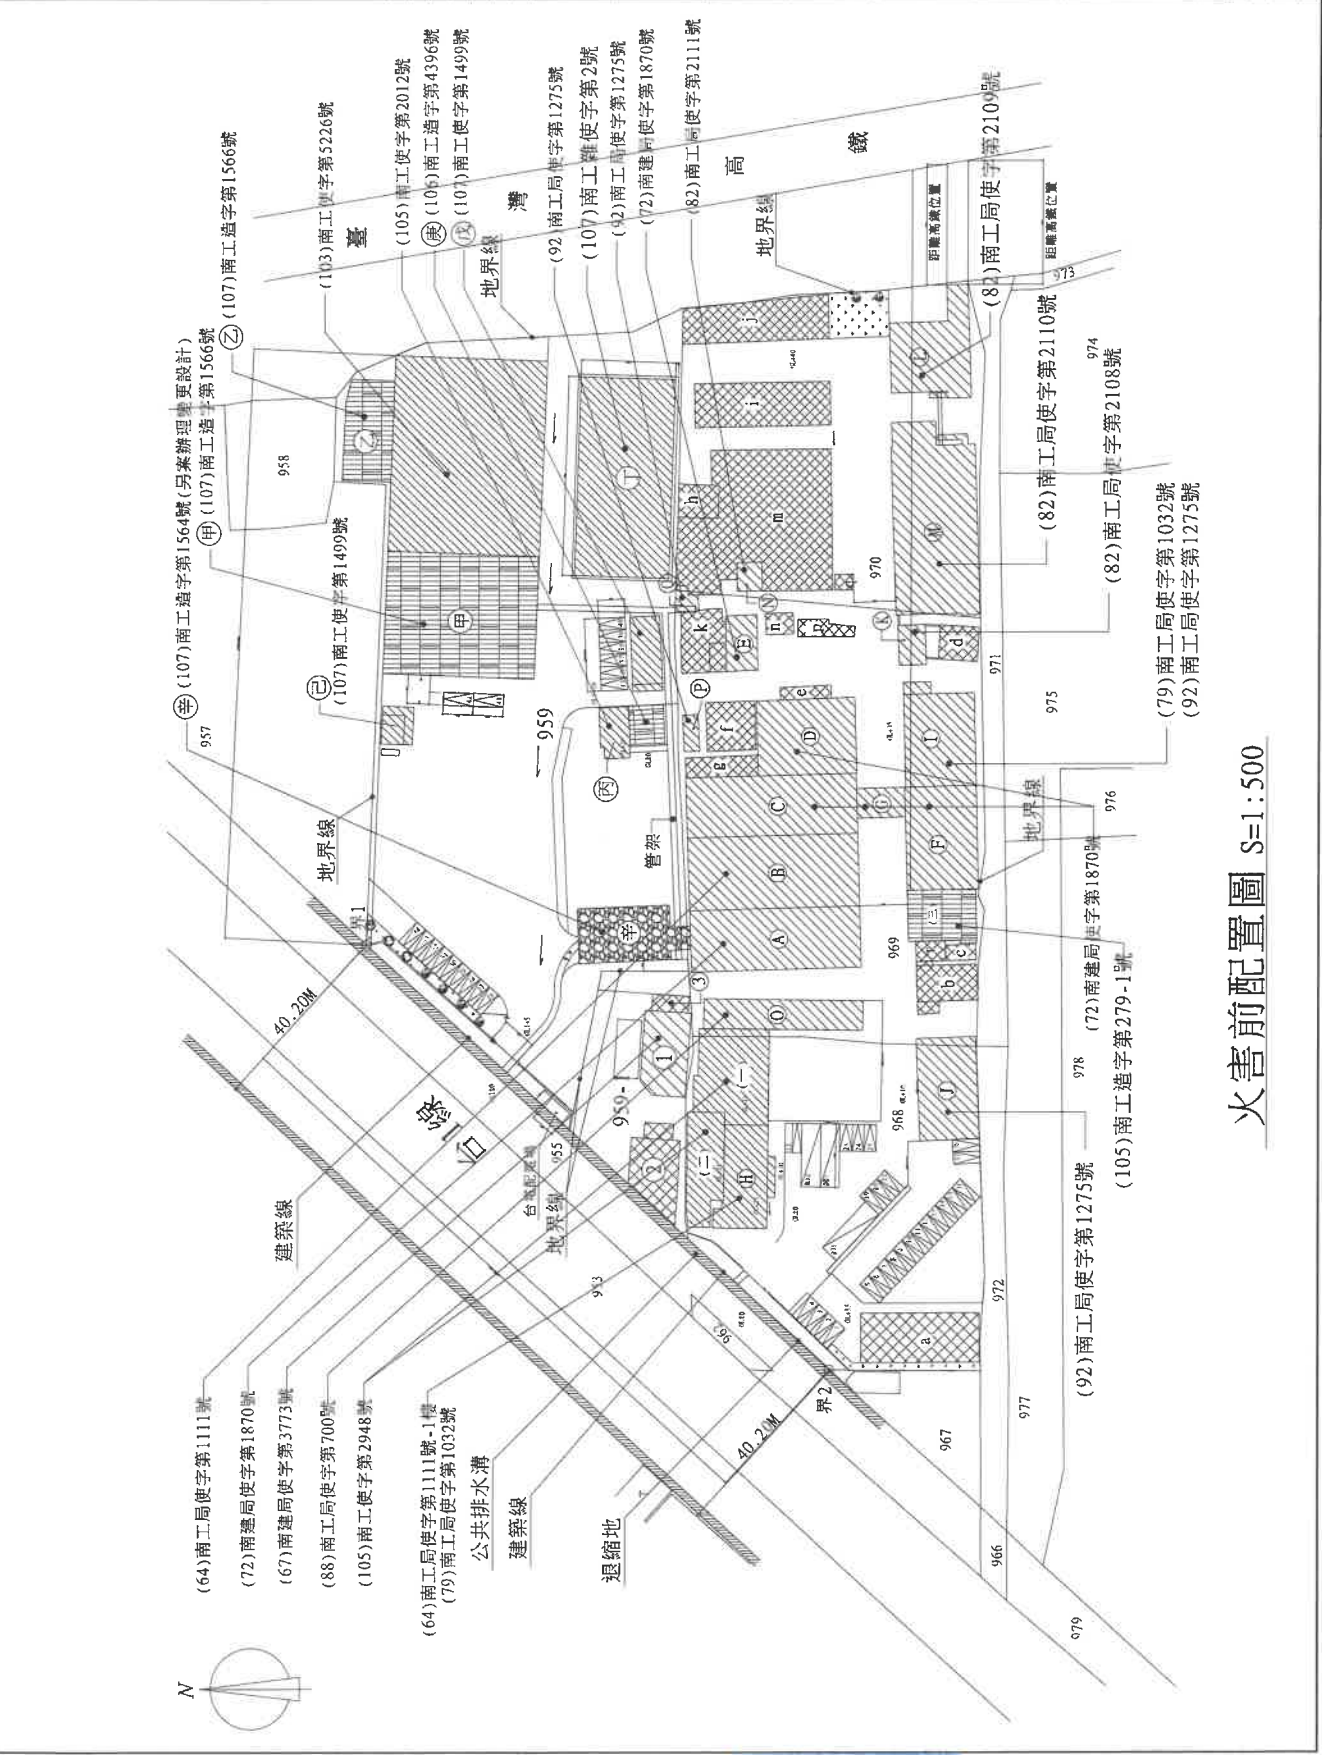 火害前配置圖 S=1:500
N
辛 (107)南工造字第1564號(另案辦理變更設計)
甲 (107)南工造字第1566號
乙 (107)南工造字第1566號
(103)南工使字第5226號
己
(107)南工使字第1499號
(105)南工使字第2012號
庚 (106)南工造字第4396號
戊 (107)南工使字第1499號
(92)南工局使字第1275號
(107)南工雜使字第2號
(92)南工局使字第1275號
(72)南建局使字第1870號
(82)南工局使字第2111號
臺
灣
高
鐵
地界線
地界線
距離高鐵位置
距離高鐵位置
(82)南工局使字第2109號
(82)南工局使字第2110號
(82)南工局使字第2108號
(79)南工局使字第1032號
(92)南工局使字第1275號
地界線
(72)南建局使字第1870號
(105)南工造字第279-1號
(92)南工局使字第1275號
地界線
界1
40.20M
建築線
台電配電場
地界線
管架
(64)南工局使字第1111號
(72)南建局使字第1870號
(67)南建局使字第3773號
(88)南工局使字第700號
(105)南工使字第2948號
(64)南工局使字第1111號-1樓
(79)南工局使字第1032號
公共排水溝
建築線
退縮地
40.20M
界2
957
958
959
959-1
955
953
962
966
967
968
969
970
971
972
973
974
975
976
977
978
979
甲
乙
丙
丁
辛
A
B
C
D
E
F
G
H
I
J
K
L
M
N
O
P
(一)
(二)
(三)
1
2
3
a
b
c
d
e
f
g
h
i
j
k
m
n